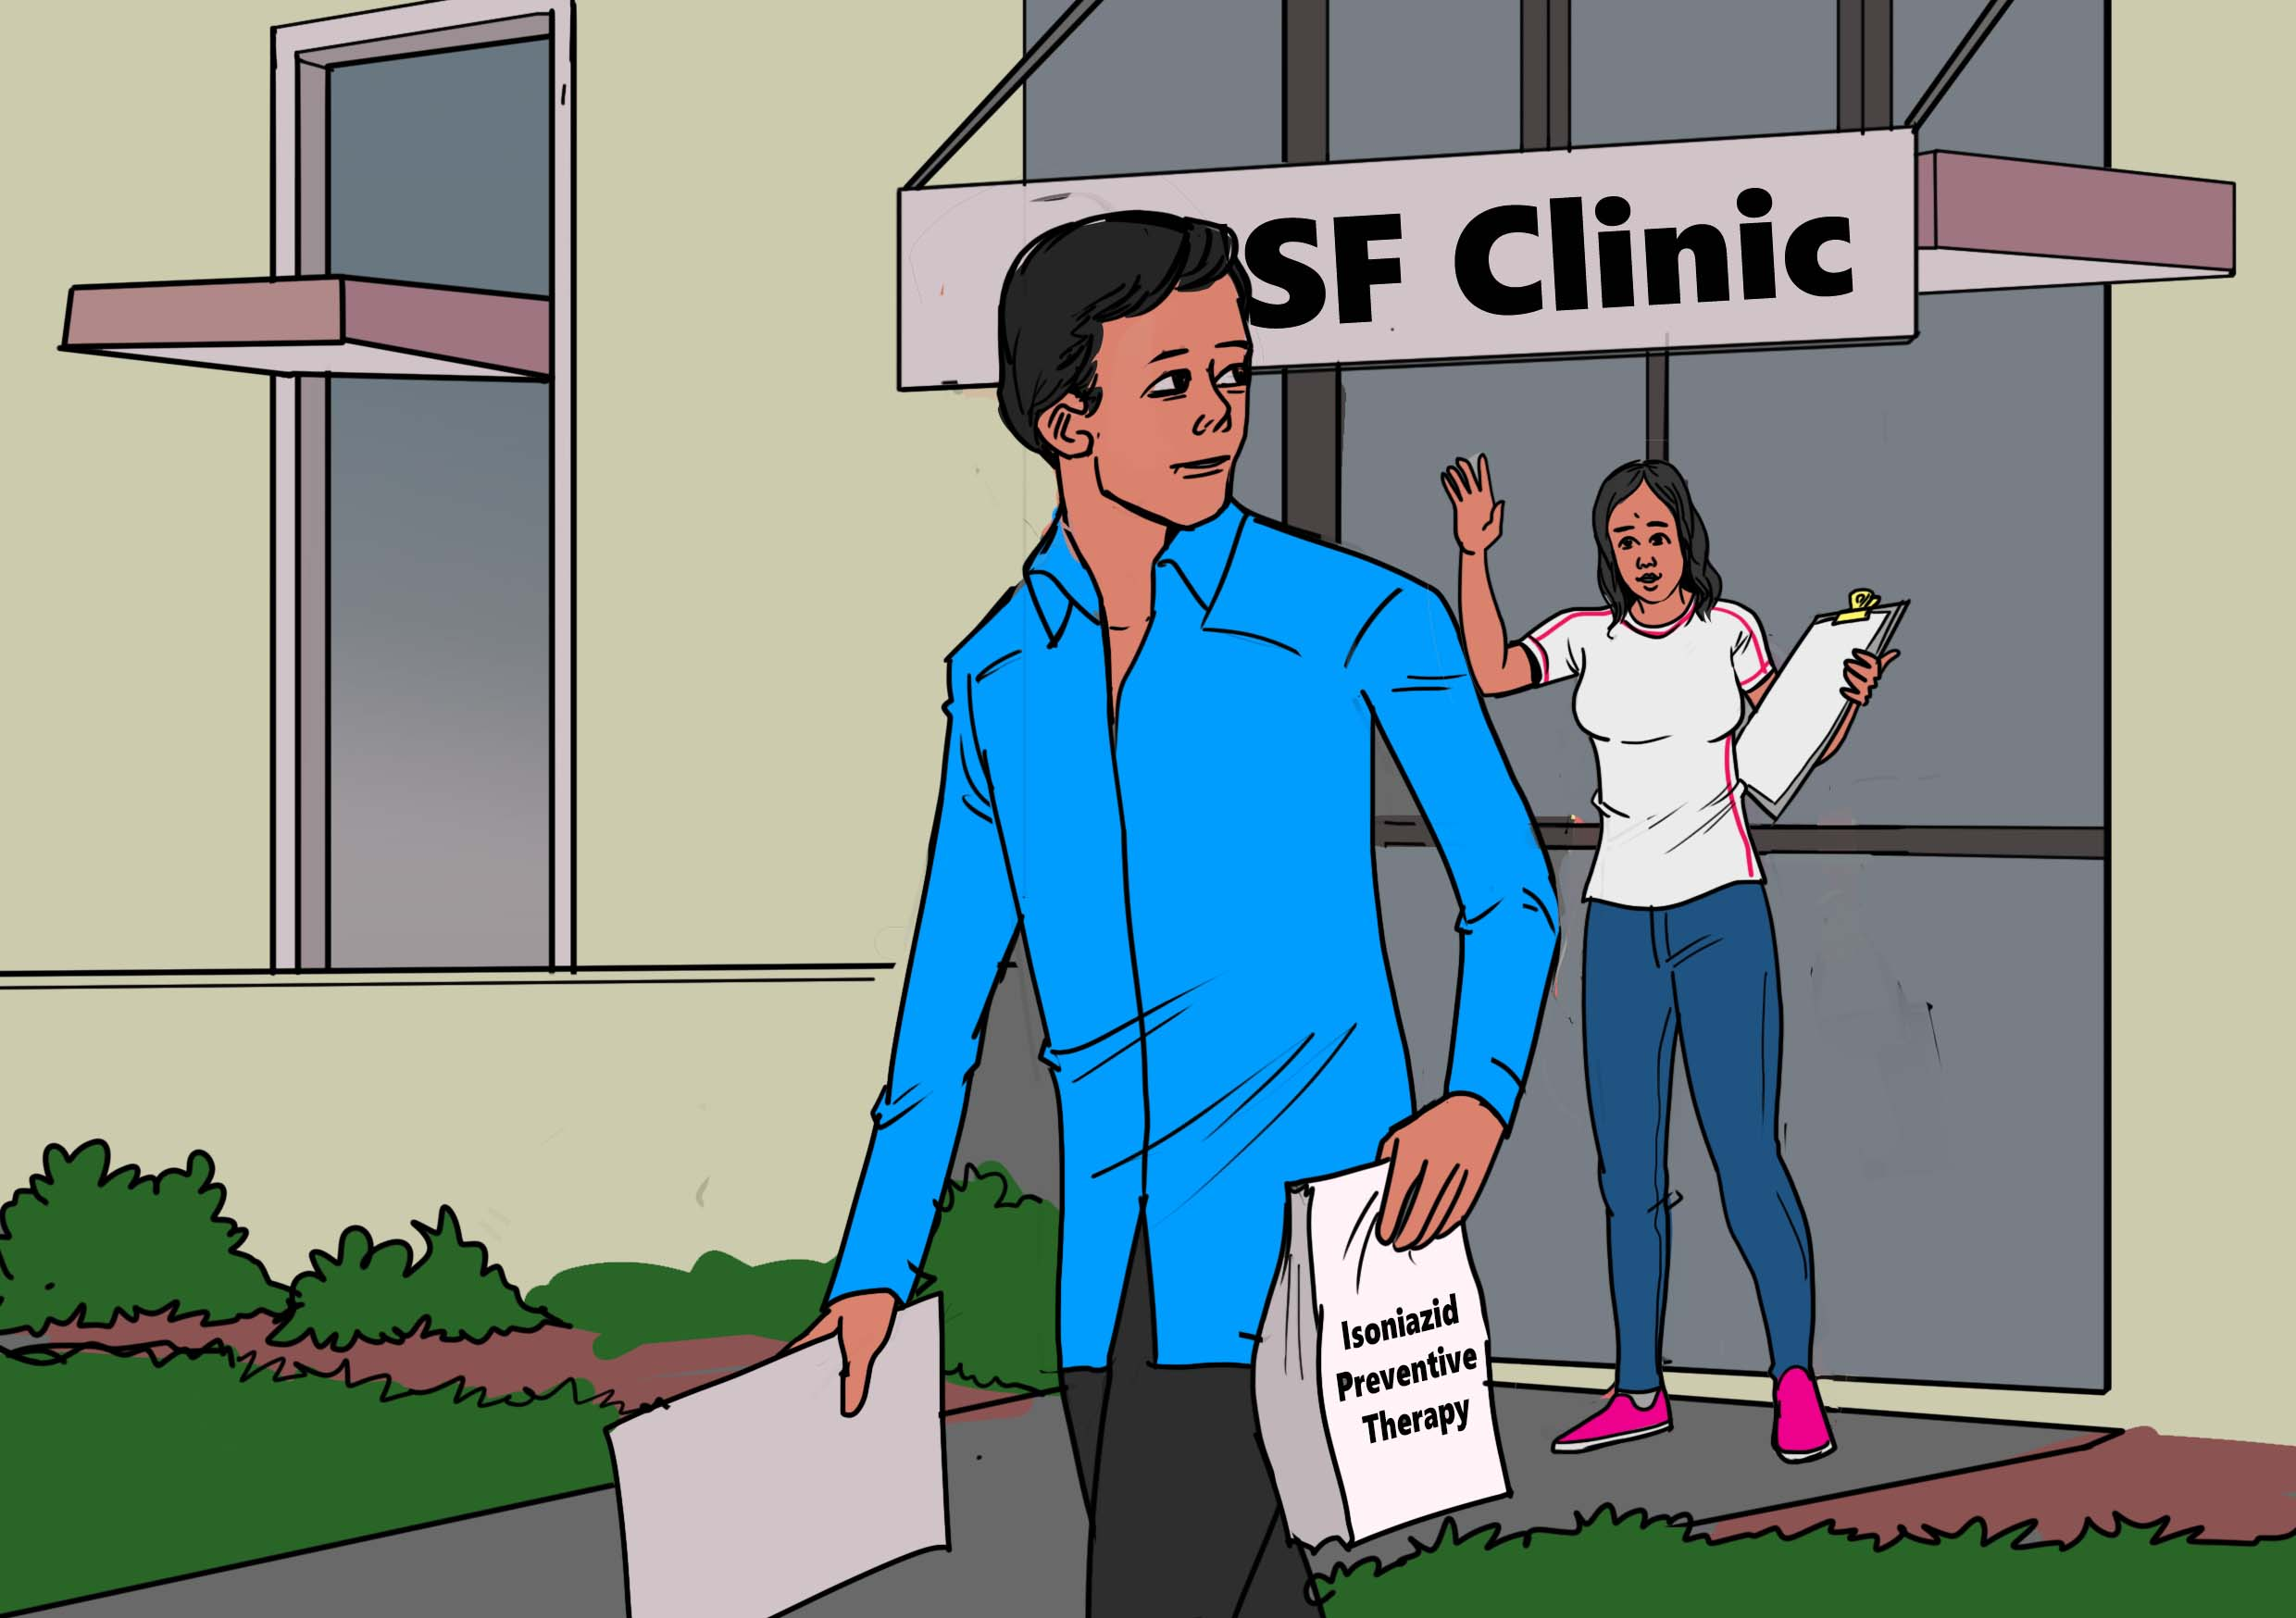 SF Clinic
Isoniazid
Preventive
Therapy